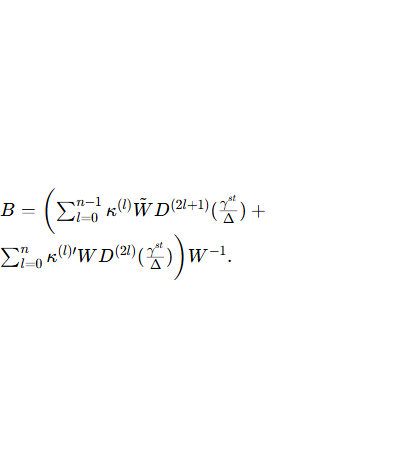 B = (∑_{l=0}^{n−1} κ^{(l)} W̃ D^{(2l+1)}(γ^{st}/Δ) +
∑_{l=0}^{n} κ^{(l)′} W D^{(2l)}(γ^{st}/Δ)) W^{−1}.